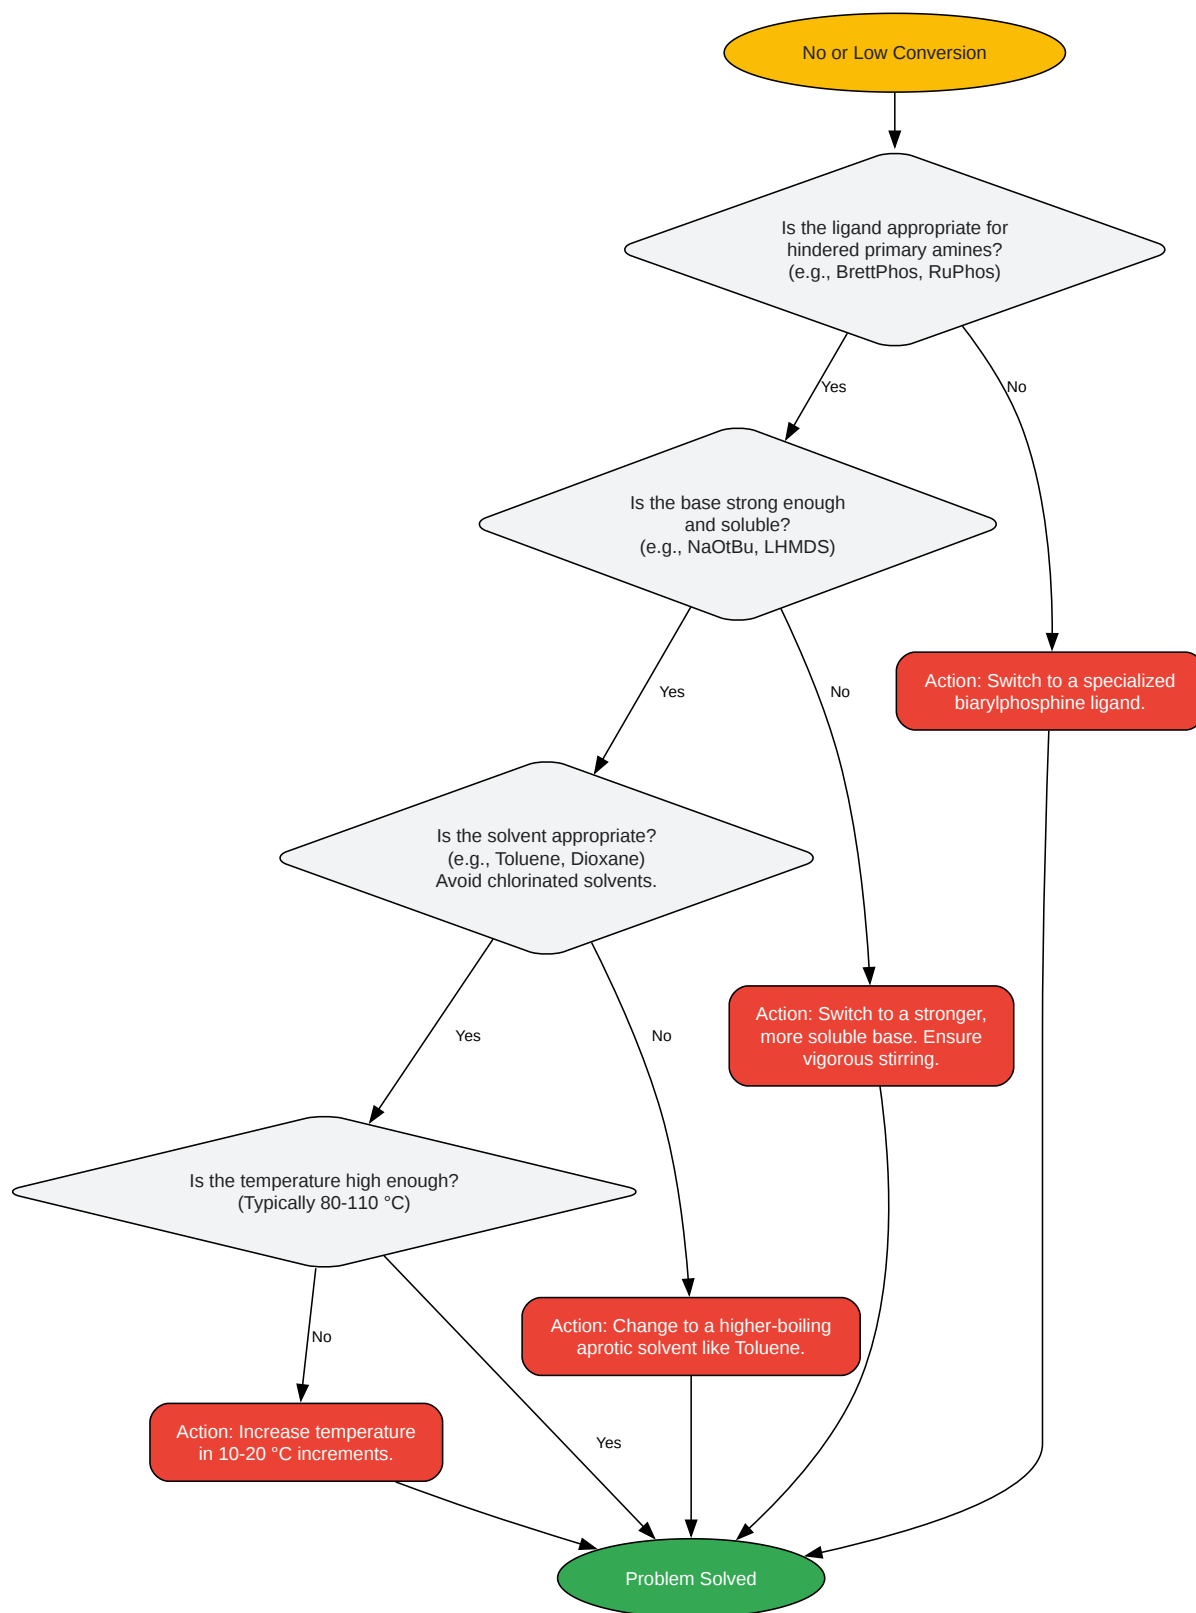 No or Low Conversion
Is the ligand appropriate for
hindered primary amines?
(e.g., BrettPhos, RuPhos)
Yes
No
Is the base strong enough
and soluble?
(e.g., NaOtBu, LHMDS)
Action: Switch to a specialized
biarylphosphine ligand.
Yes
No
Is the solvent appropriate?
(e.g., Toluene, Dioxane)
Avoid chlorinated solvents.
Action: Switch to a stronger,
more soluble base. Ensure
vigorous stirring.
Yes
No
Is the temperature high enough?
(Typically 80-110 °C)
Action: Change to a higher-boiling
aprotic solvent like Toluene.
No
Yes
Action: Increase temperature
in 10-20 °C increments.
Problem Solved